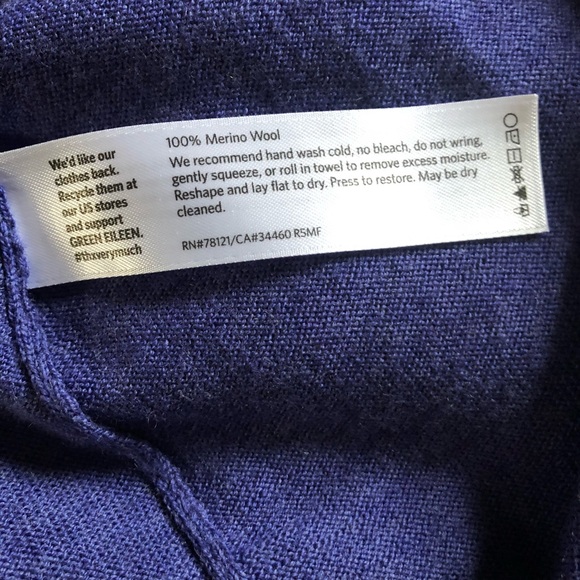 We'd like our
clothes back.
Recycle them at
our US stores
and support
GREEN EILEEN.
#thxverymuch
100% Merino Wool
We recommend hand wash cold, no bleach, do not wring,
gently squeeze, or roll in towel to remove excess moisture.
Reshape and lay flat to dry. Press to restore. May be dry
cleaned.
RN#78121/CA#34460 R5MF